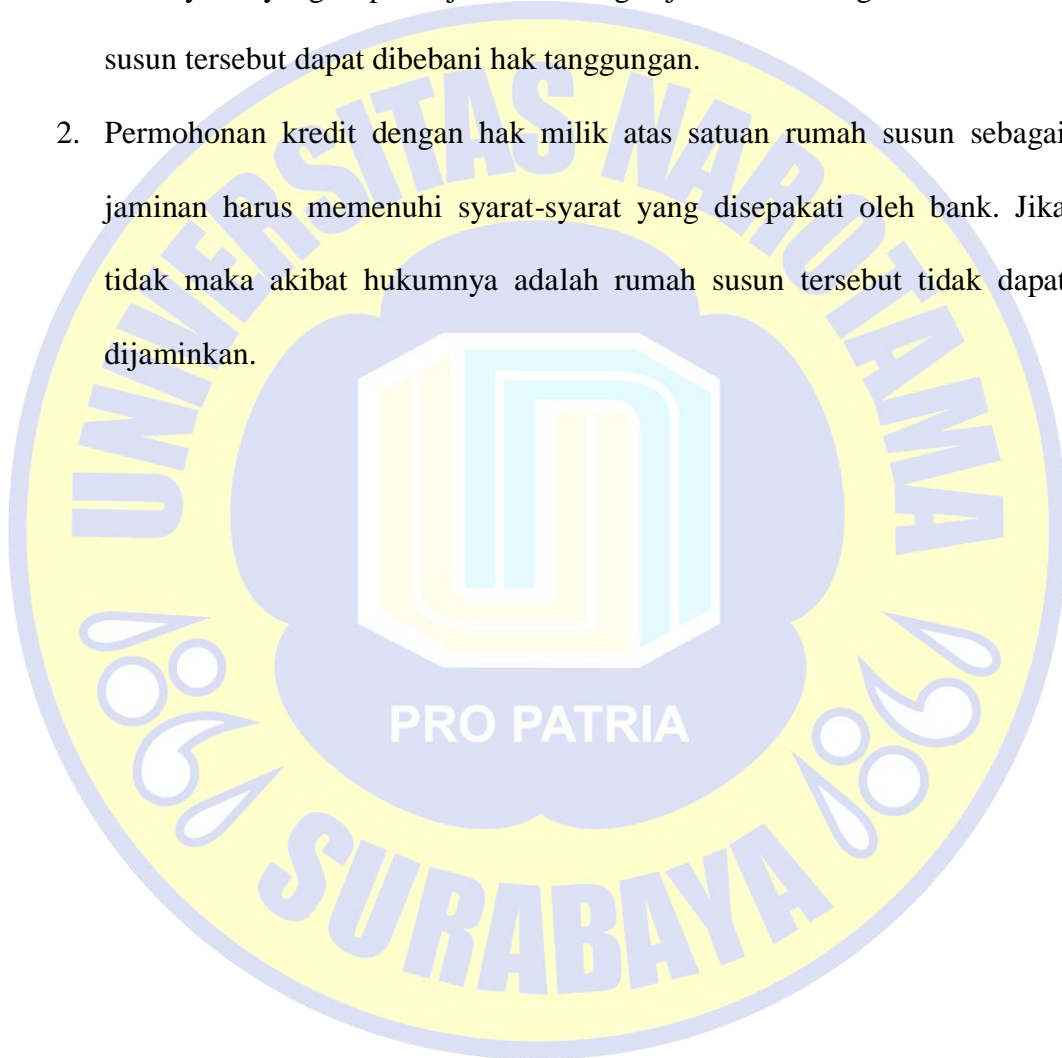 susun tersebut dapat dibebani hak tanggungan.
2. Permohonan kredit dengan hak milik atas satuan rumah susun sebagai
jaminan harus memenuhi syarat-syarat yang disepakati oleh bank. Jika
tidak maka akibat hukumnya adalah rumah susun tersebut tidak dapat
dijaminkan.
UNIVERSITAS NAROTAMA
PRO PATRIA
SURABAYA